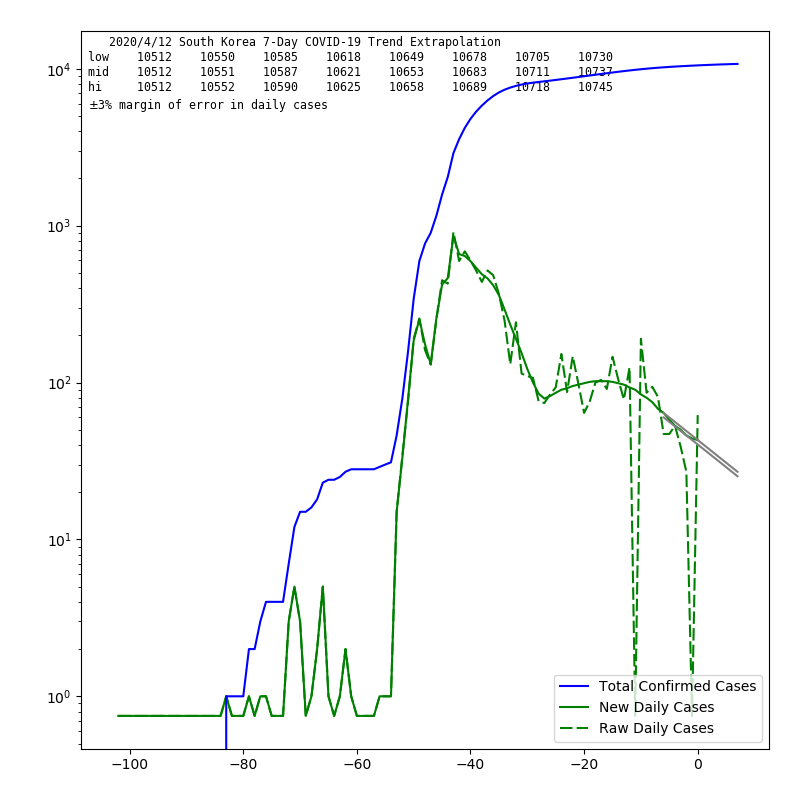 2020/4/12 South Korea 7-Day COVID-19 Trend Extrapolation
low 10512 10550 10585 10618 10649 10678 10705 10730
mid 10512 10551 10587 10621 10653 10683 10711 10737
hi 10512 10552 10590 10625 10658 10689 10718 10745
±3% margin of error in daily cases
10⁴
10³
10²
10¹
10⁰
Total Confirmed Cases
New Daily Cases
Raw Daily Cases
−100 −80 −60 −40 −20 0